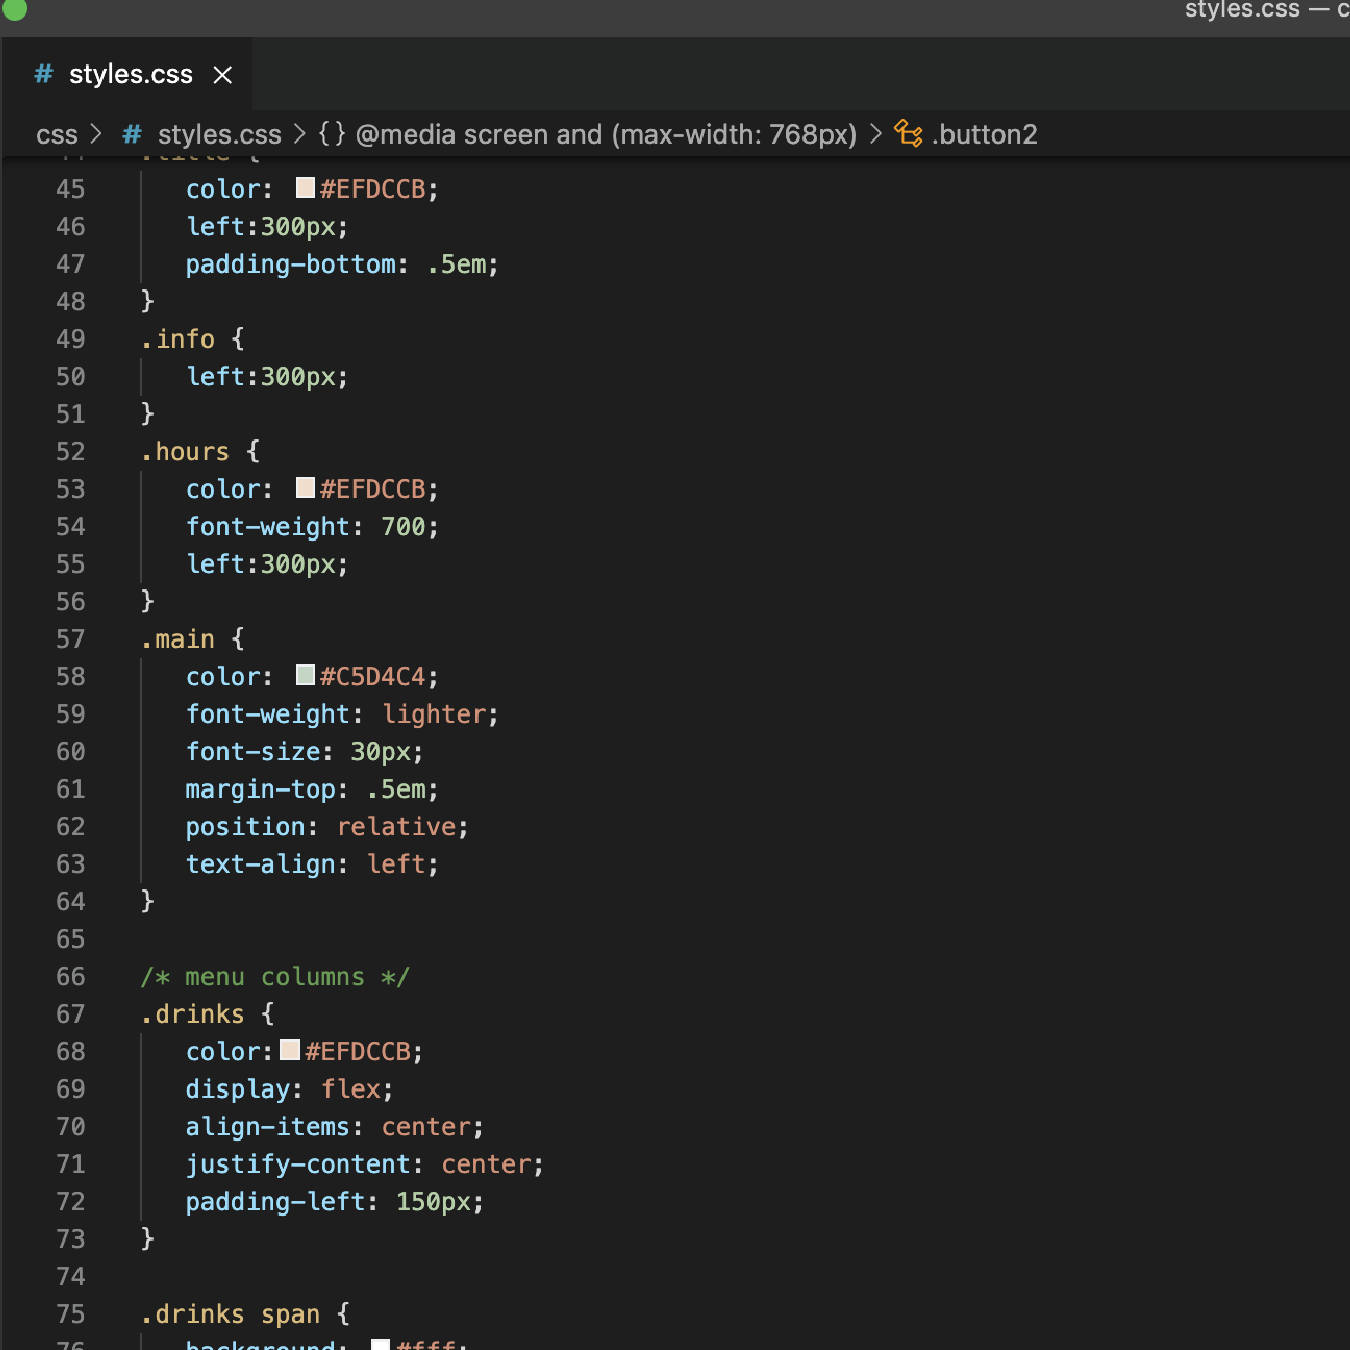 styles.css —
# styles.css ×
css > # styles.css > {} @media screen and (max-width: 768px) > .button2
.title {
45 color: #EFDCCB;
46 left:300px;
47 padding-bottom: .5em;
48 }
49 .info {
50 left:300px;
51 }
52 .hours {
53 color: #EFDCCB;
54 font-weight: 700;
55 left:300px;
56 }
57 .main {
58 color: #C5D4C4;
59 font-weight: lighter;
60 font-size: 30px;
61 margin-top: .5em;
62 position: relative;
63 text-align: left;
64 }
65
66 /* menu columns */
67 .drinks {
68 color:#EFDCCB;
69 display: flex;
70 align-items: center;
71 justify-content: center;
72 padding-left: 150px;
73 }
74
75 .drinks span {
76 background: #fff;